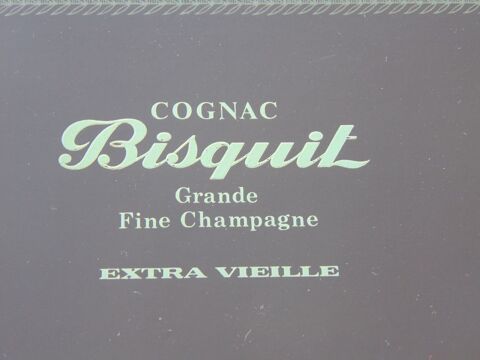 COGNAC
Bisquit
Grande
Fine Champagne
EXTRA VIEILLE